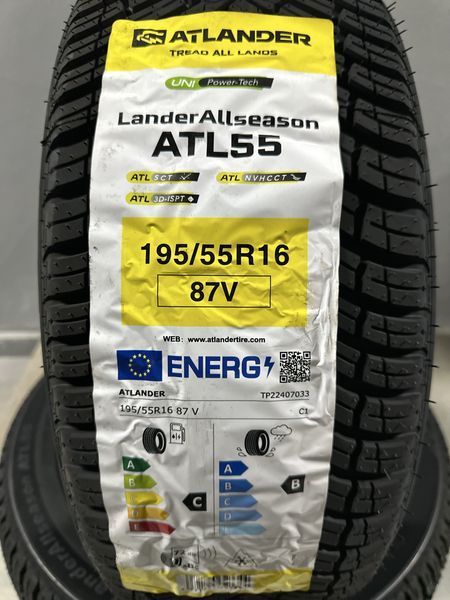 ATLANDER
TREAD ALL LANDS
UNI Power-Tech
LanderAllseason
ATL55
ATL SCT ATL NVHCCT
ATL 3D-ISPT
195/55R16
87V
WEB: www.atlandertire.com
ENERG
ATLANDER TP22407033
195/55R16 87 V C1
A
B
C
D
E
C
A
B
C
D
E
B
72